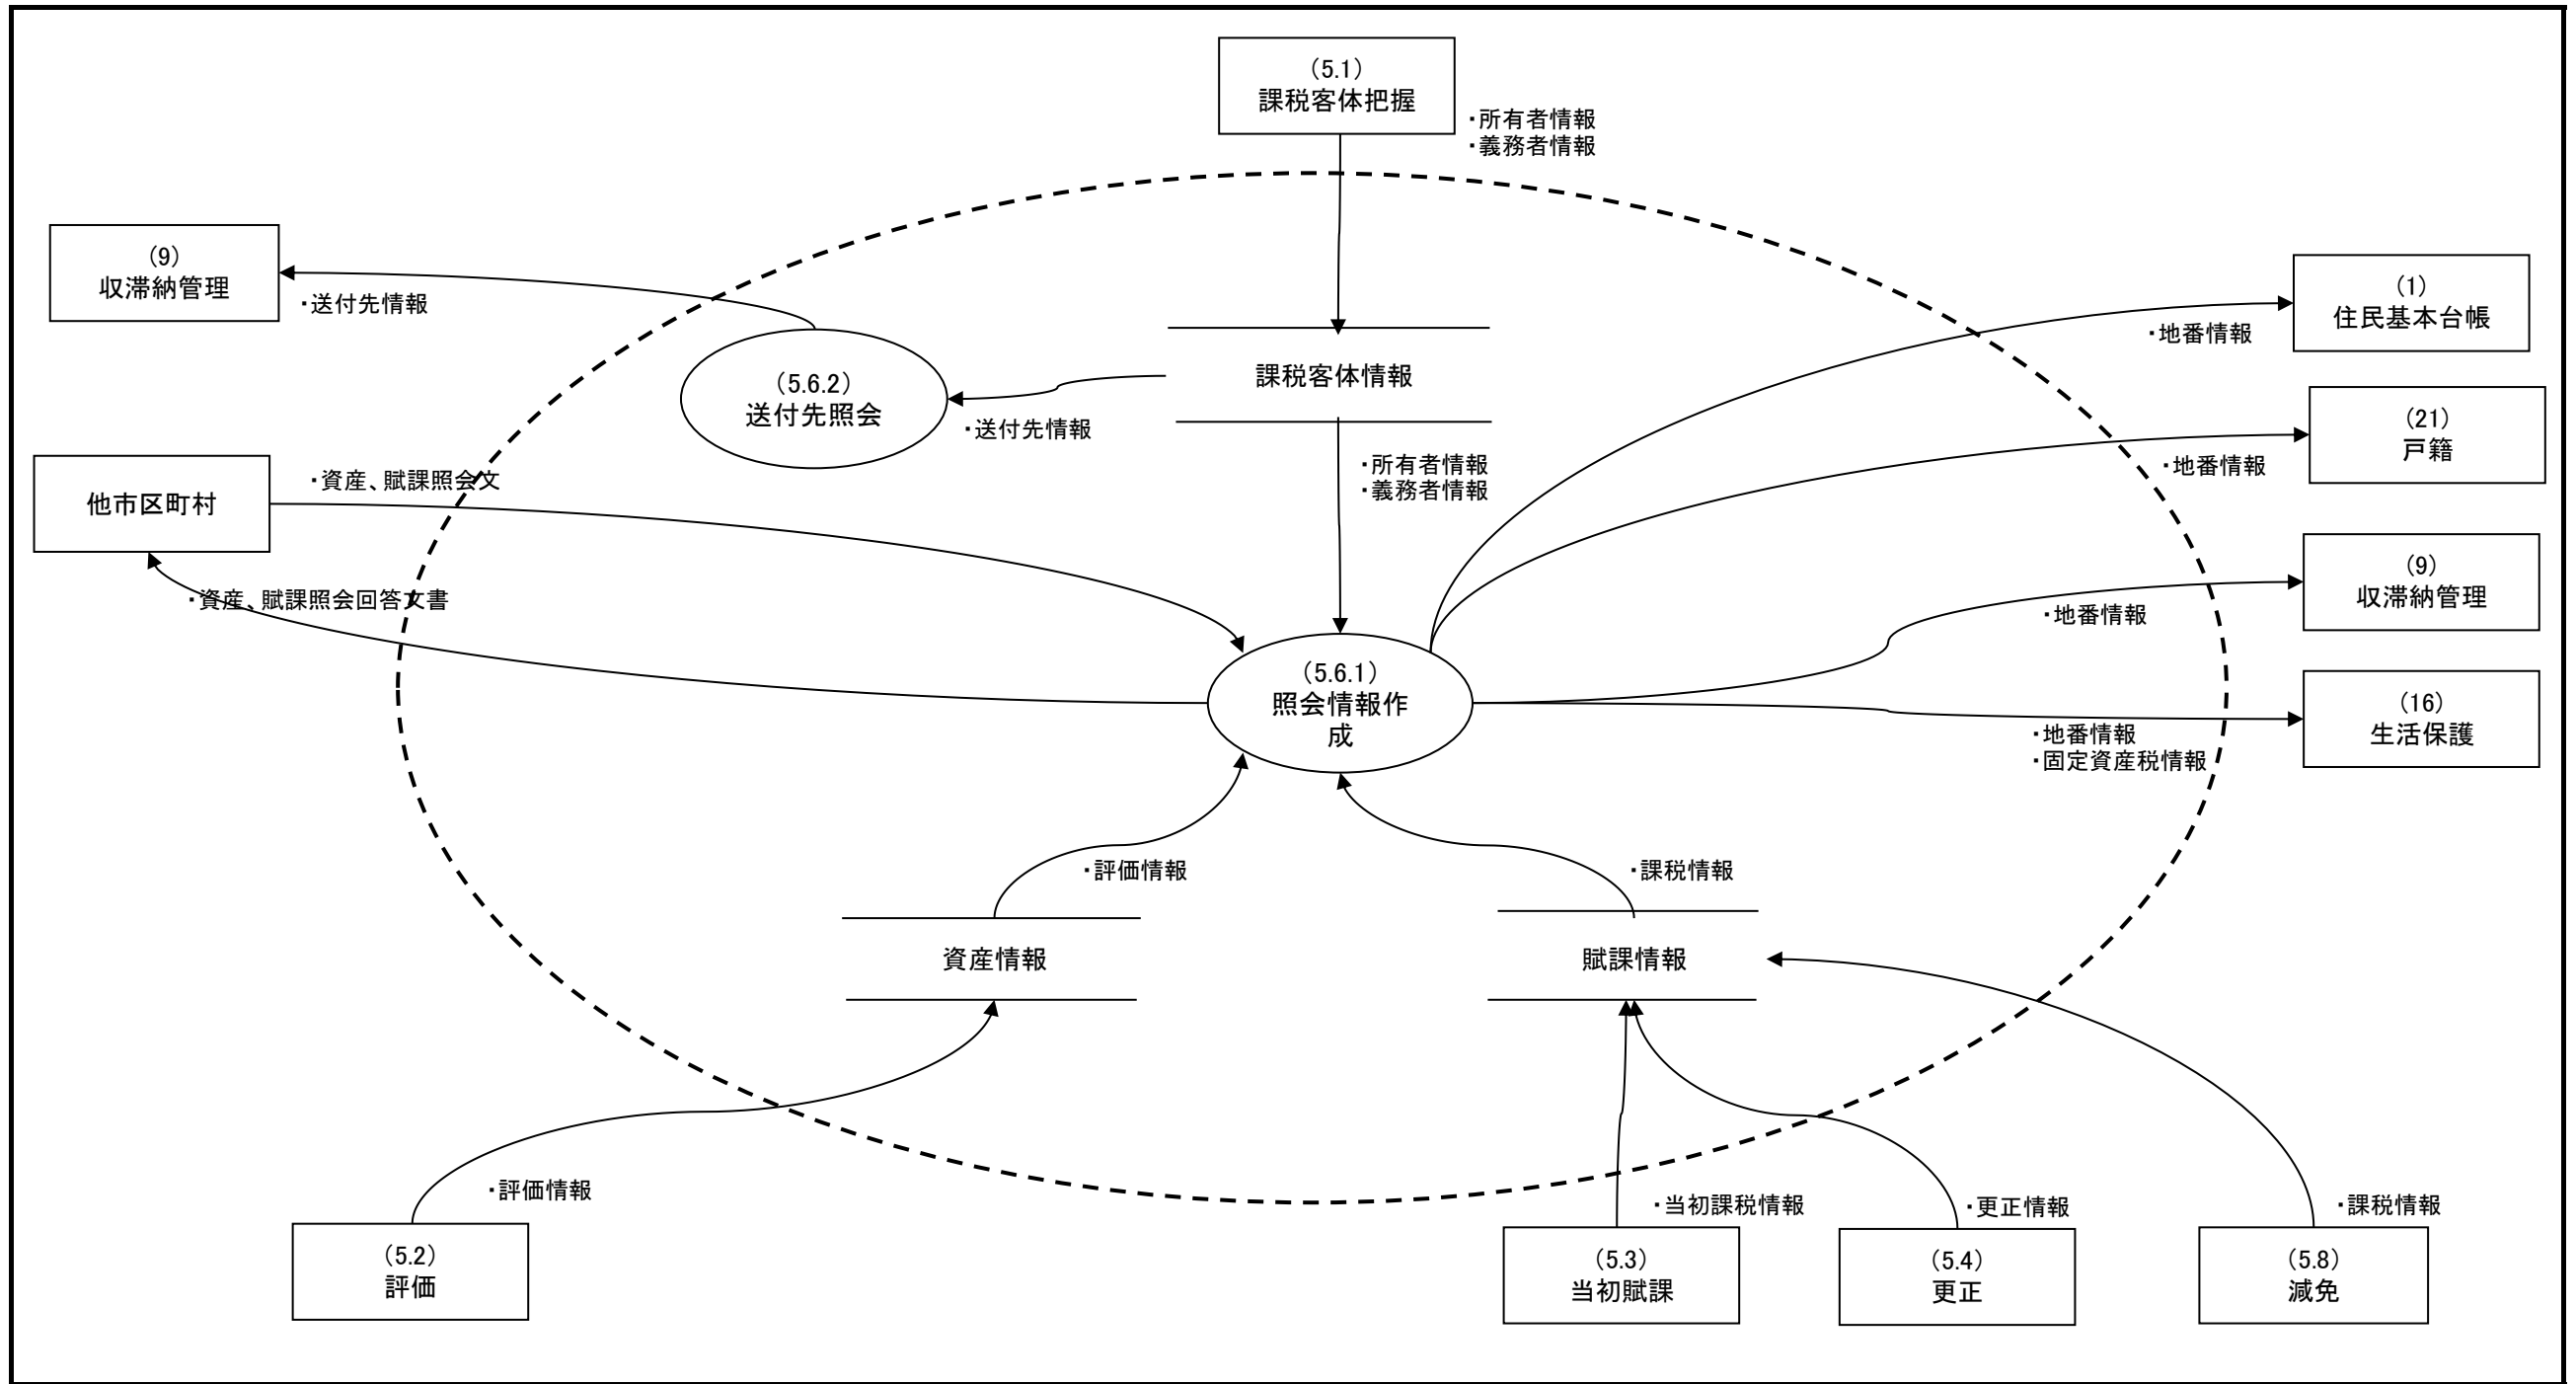 （5.1）
課税客体把握
・所有者情報
・義務者情報
（9）
収滞納管理
・送付先情報
（1）
住民基本台帳
・地番情報
（5.6.2）
送付先照会
課税客体情報
・送付先情報
（21）
戸籍
・地番情報
他市区町村
・資産、賦課照会文
・所有者情報
・義務者情報
・資産、賦課照会回答文書
（9）
収滞納管理
・地番情報
（5.6.1）
照会情報作
成
（16）
生活保護
・地番情報
・固定資産税情報
・評価情報
・課税情報
資産情報
賦課情報
・評価情報
・当初課税情報
・更正情報
・課税情報
（5.2）
評価
（5.3）
当初賦課
（5.4）
更正
（5.8）
減免